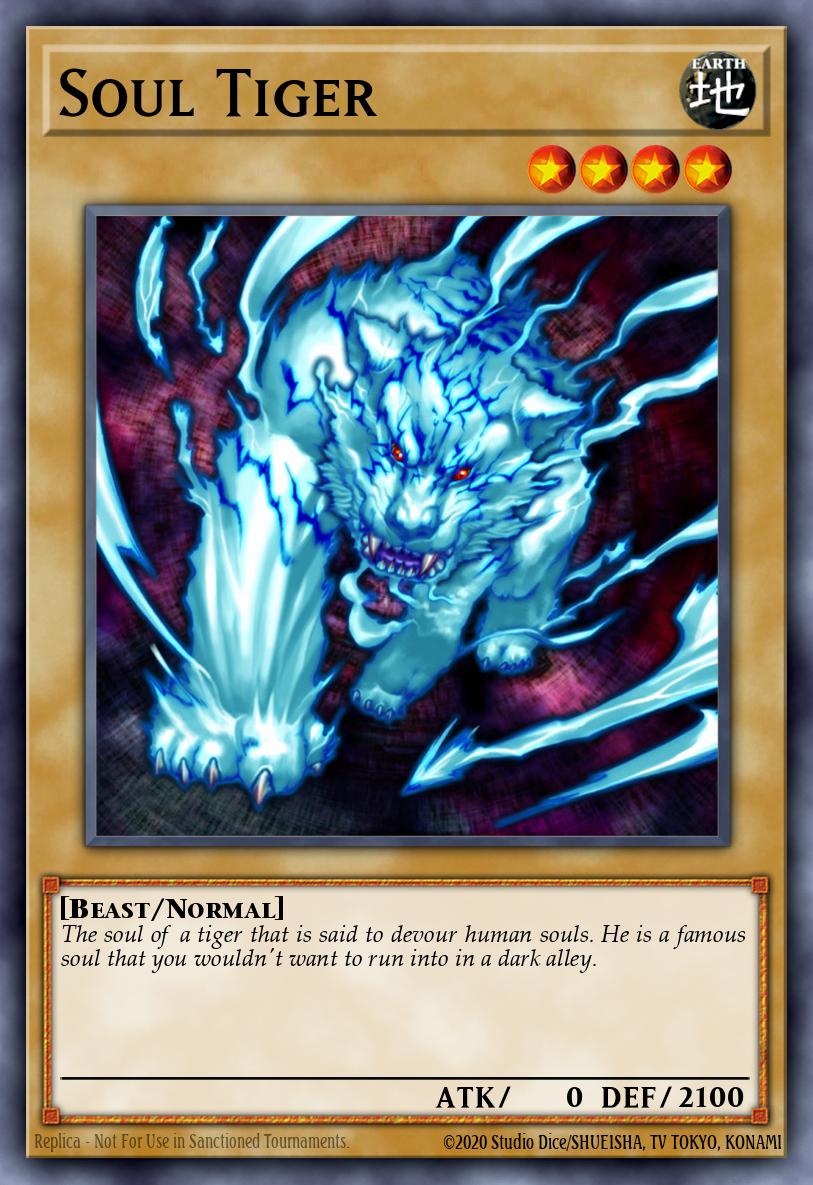 Soul Tiger
EARTH
地
[Beast/Normal]
The soul of a tiger that is said to devour human souls. He is a famous
soul that you wouldn't want to run into in a dark alley.
ATK/ 0 DEF/ 2100
Replica - Not For Use in Sanctioned Tournaments.
©2020 Studio Dice/SHUEISHA, TV TOKYO, KONAMI